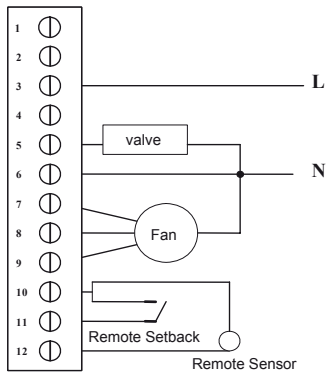 1
2
3 L
4
5 valve
6 N
7
8 Fan
9
10
11
Remote Setback
12
Remote Sensor